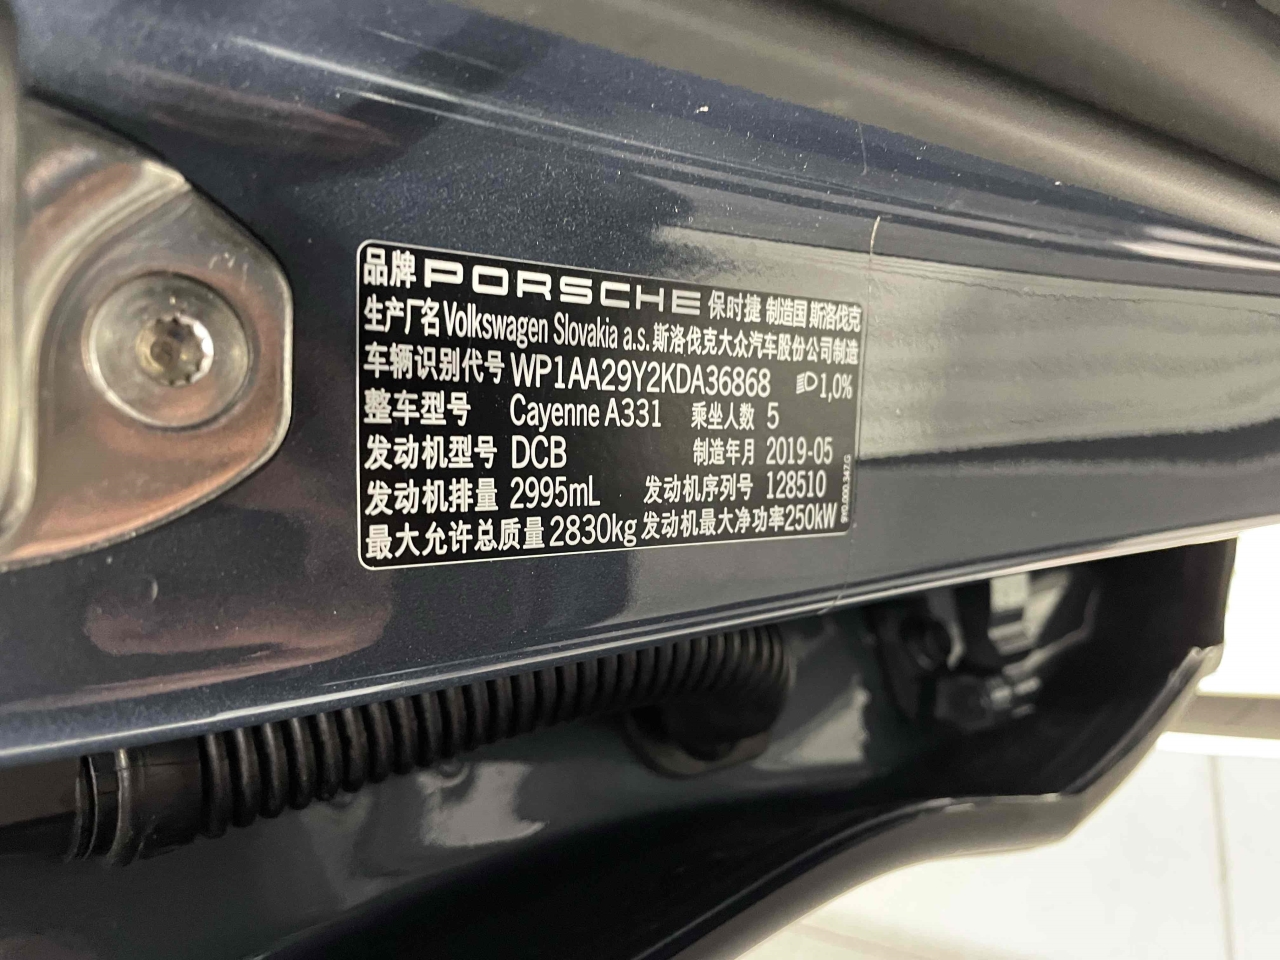 品牌 PORSCHE 保时捷 制造国 斯洛伐克
生产厂名 Volkswagen Slovakia a.s. 斯洛伐克大众汽车股份公司制造
车辆识别代号 WP1AA29Y2KDA36868 1,0%
整车型号 Cayenne A331 乘坐人数 5
发动机型号 DCB 制造年月 2019-05
发动机排量 2995mL 发动机序列号 128510
最大允许总质量 2830kg 发动机最大净功率 250kW
9Y0.000.347.G